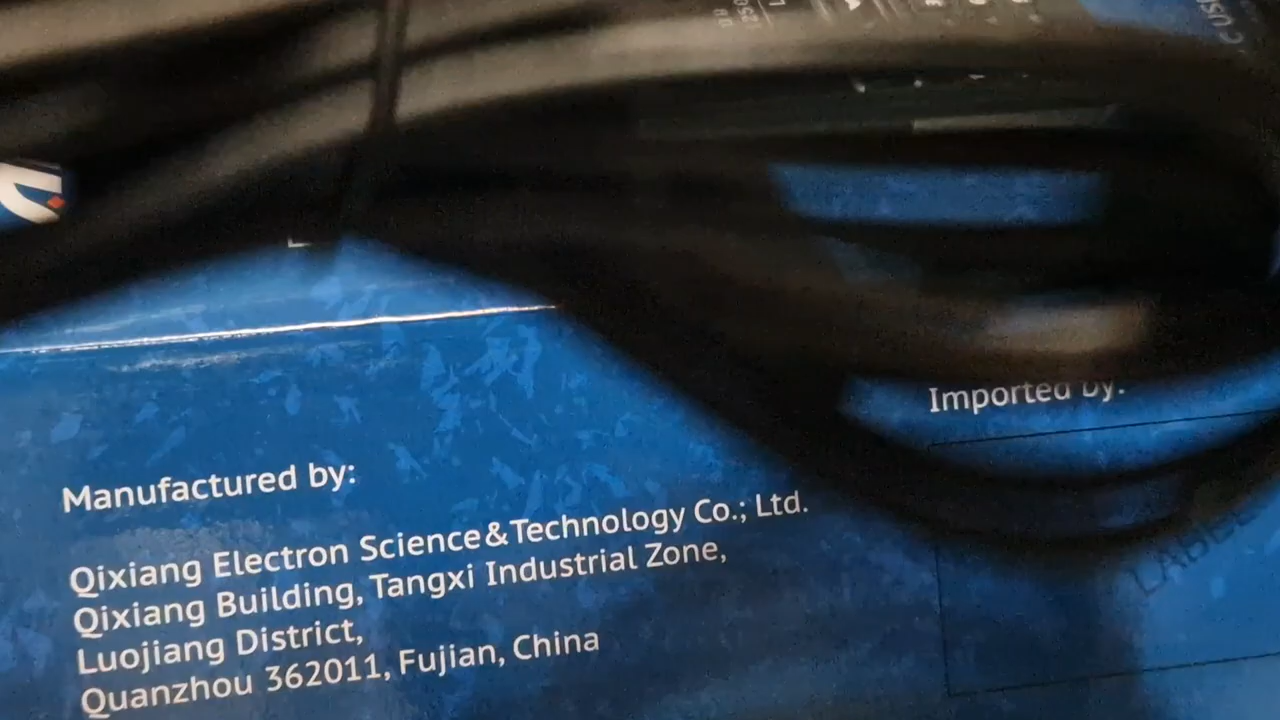 Imported by:
Manufactured by:
Qixiang Electron Science&Technology Co.; Ltd.
Qixiang Building, Tangxi Industrial Zone,
Luojiang District,
Quanzhou 362011, Fujian, China
LABEL